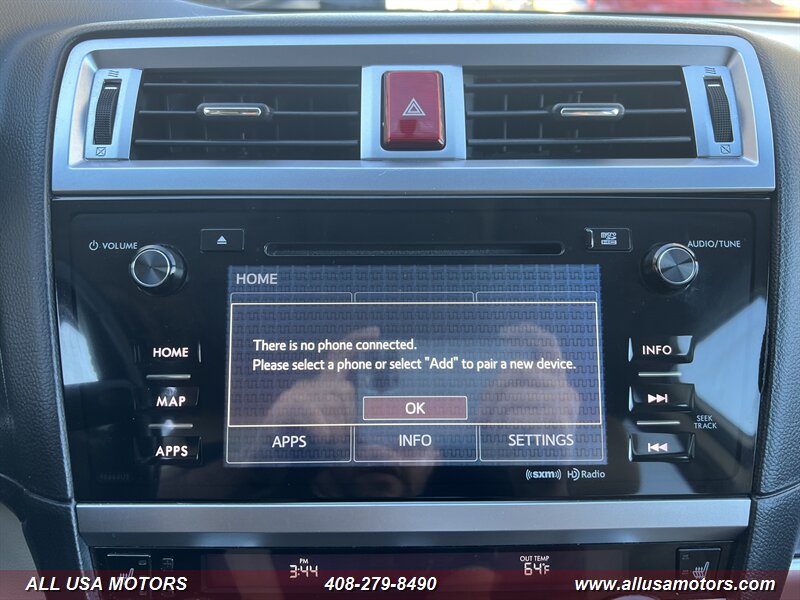 VOLUME
AUDIO/TUNE
HOME
There is no phone connected.
Please select a phone or select "Add" to pair a new device.
OK
APPS
INFO
SETTINGS
HOME
MAP
APPS
INFO
SEEK
TRACK
((sxm)) HD Radio
PM
3:44
OUT TEMP
64°F
ALL USA MOTORS
408-279-8490
www.allusamotors.com